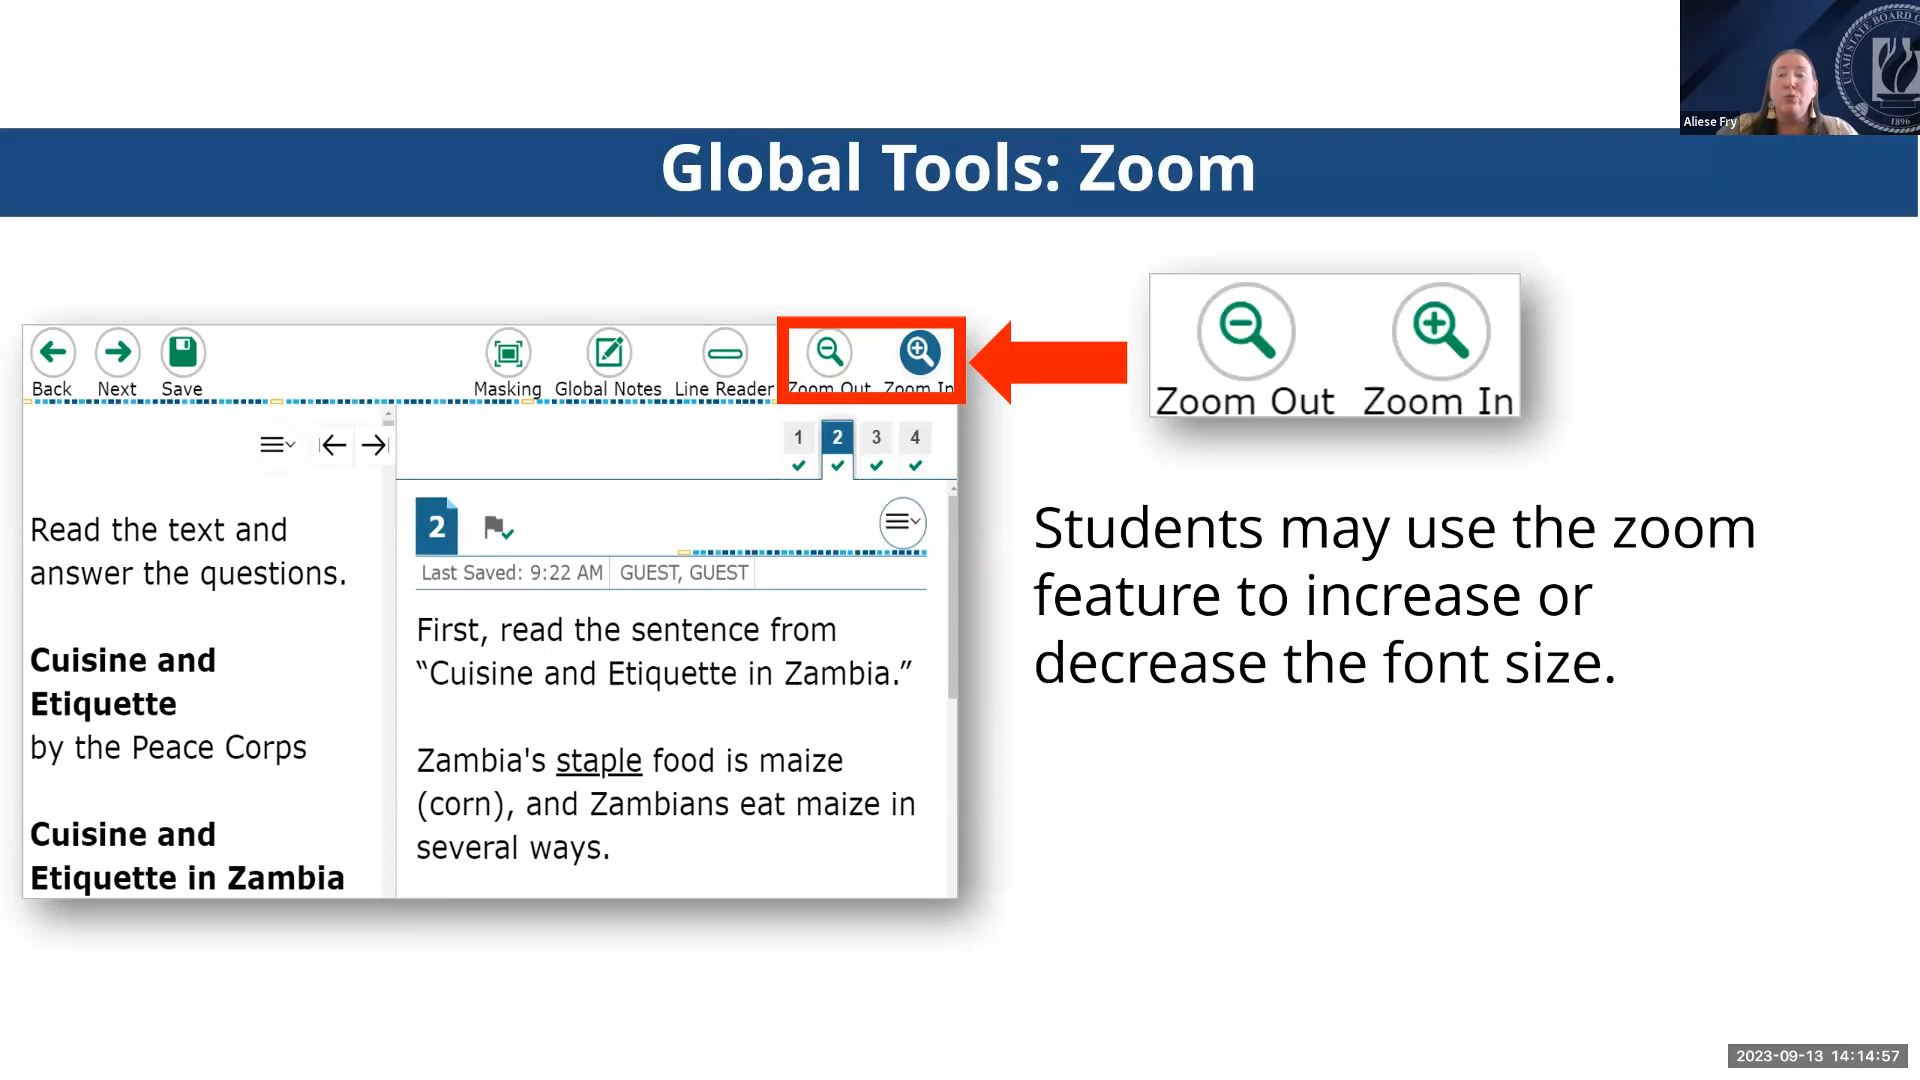 UTAH STATE BOARD O
1896
Aliese Fry
Global Tools: Zoom
Back Next Save Masking Global Notes Line Reader Zoom Out Zoom In
Zoom Out Zoom In
1 2 3 4
2
Last Saved: 9:22 AM GUEST, GUEST
Read the text and
answer the questions.
Cuisine and
Etiquette
by the Peace Corps
Cuisine and
Etiquette in Zambia
First, read the sentence from
“Cuisine and Etiquette in Zambia.”
Zambia's staple food is maize
(corn), and Zambians eat maize in
several ways.
Students may use the zoom
feature to increase or
decrease the font size.
2023-09-13 14:14:57